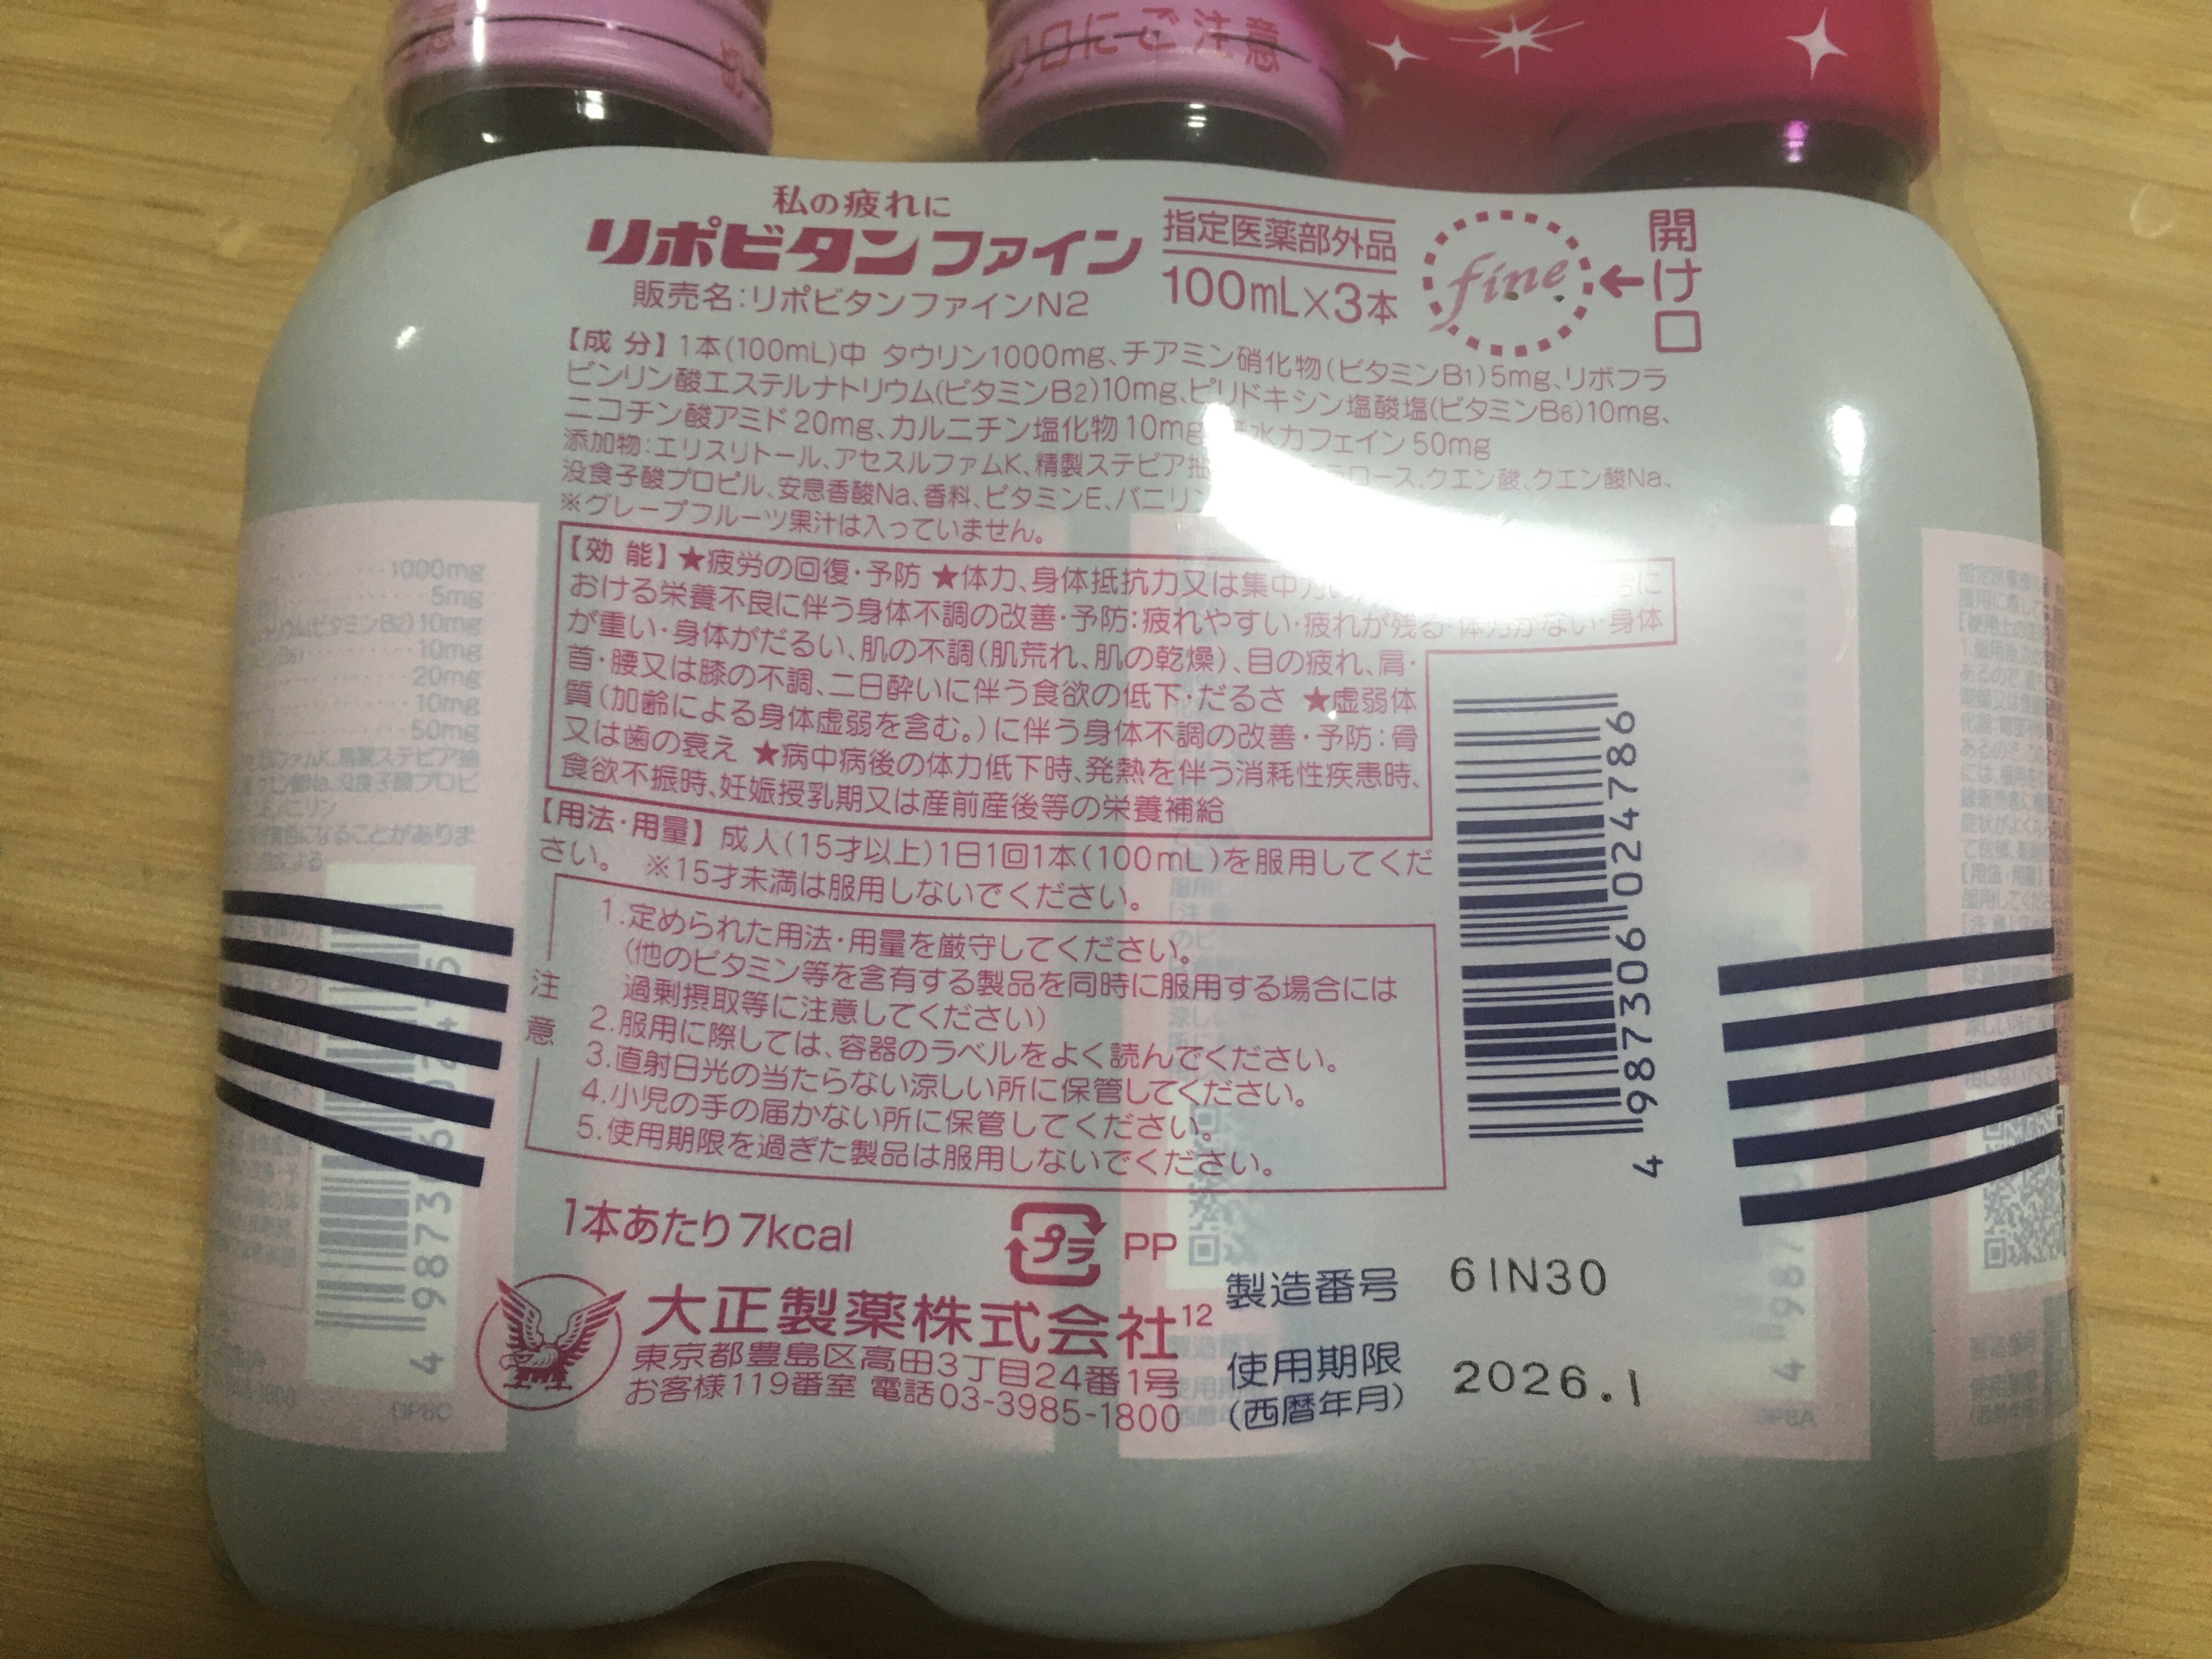 にご注意
私の疲れに
リポビタンファイン
販売名:リポビタンファインN2
指定医薬部外品
100mL×3本
fine
←開け口
【成 分】1本(100mL)中 タウリン1000mg、チアミン硝化物(ビタミンB1)5mg、リボフラ
ビンリン酸エステルナトリウム(ビタミンB2)10mg、ピリドキシン塩酸塩(ビタミンB6)10mg、
ニコチン酸アミド20mg、カルニチン塩化物10mg 水カフェイン50mg
添加物:エリスリトール、アセスルファムK、精製ステビア抽 ロース、クエン酸、クエン酸Na、
没食子酸プロピル、安息香酸Na、香料、ビタミンE、バニリン
※グレープフルーツ果汁は入っていません。
【効 能】★疲労の回復・予防 ★体力、身体抵抗力又は集中力 に
おける栄養不良に伴う身体不調の改善・予防:疲れやすい・疲れが残る・体力がない・身体
が重い・身体がだるい、肌の不調(肌荒れ、肌の乾燥)、目の疲れ、肩・
首・腰又は膝の不調、二日酔いに伴う食欲の低下・だるさ ★虚弱体
質(加齢による身体虚弱を含む。)に伴う身体不調の改善・予防:骨
又は歯の衰え ★病中病後の体力低下時、発熱を伴う消耗性疾患時、
食欲不振時、妊娠授乳期又は産前産後等の栄養補給
【用法・用量】成人(15才以上)1日1回1本(100mL)を服用してくだ
さい。 ※15才未満は服用しないでください。
注意
1.定められた用法・用量を厳守してください。
(他のビタミン等を含有する製品を同時に服用する場合には
過剰摂取等に注意してください)
2.服用に際しては、容器のラベルをよく読んでください。
3.直射日光の当たらない涼しい所に保管してください。
4.小児の手の届かない所に保管してください。
5.使用期限を過ぎた製品は服用しないでください。
4 987306 024786
1本あたり7kcal
プラ PP
大正製薬株式会社12
東京都豊島区高田3丁目24番1号
お客様119番室 電話03-3985-1800
製造番号 61N30
使用期限 2026.1
(西暦年月)
1000mg
5mg
(ビタミンB2)10mg
10mg
20mg
10mg
50mg